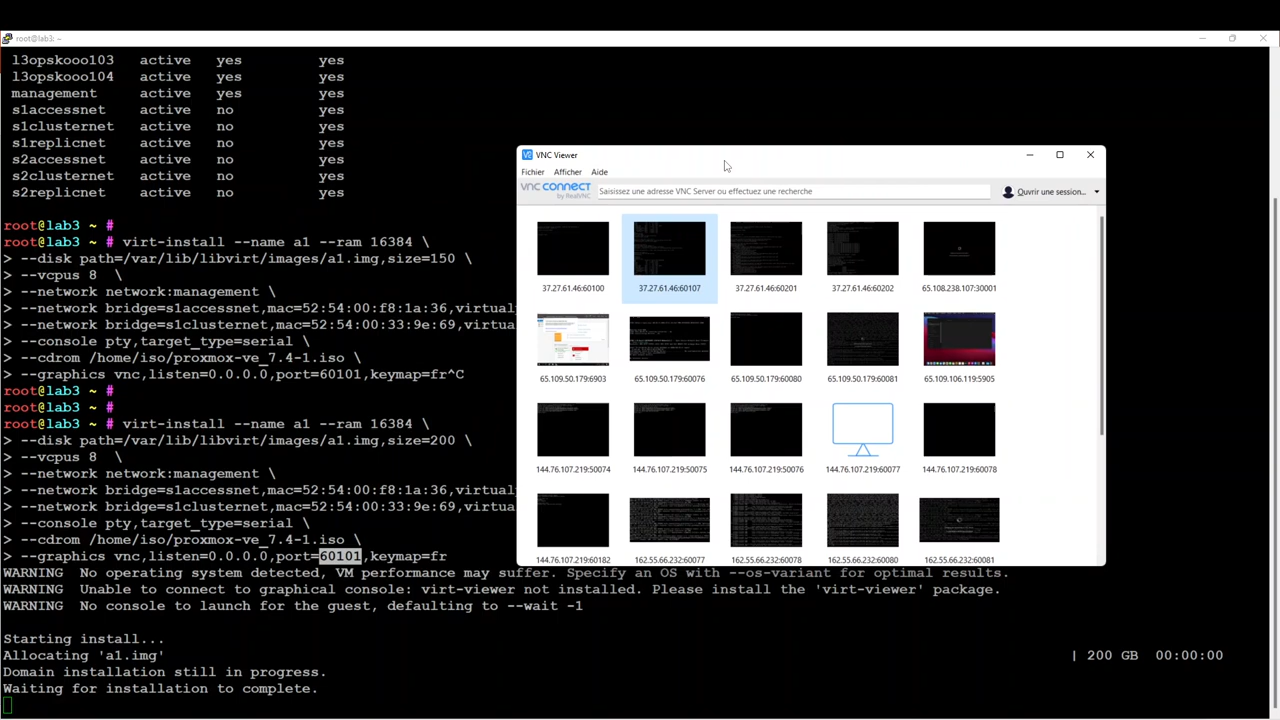 root@lab3: ~
l3opskooo103 active yes yes
l3opskooo104 active yes yes
management active yes yes
s1accessnet active no yes
s1clusternet active no yes
s1replicnet active no yes
s2accessnet active no yes
s2clusternet active no yes
s2replicnet active no yes
root@lab3 ~ #
root@lab3 ~ # virt-install --name a1 --ram 16384 \
> --disk path=/var/lib/libvirt/images/a1.img,size=150 \
> --vcpus 8 \
> --network network:management \
> --network bridge=s1accessnet,mac=52:54:00:f8:1a:36,virtualp
> --network bridge=s1clusternet,mac=52:54:00:33:9e:69,virtua
> --console pty,target_type=serial \
> --cdrom /home/iso/proxmox-ve_7.4-1.iso \
> --graphics vnc,listen=0.0.0.0,port=60101,keymap=fr^C
root@lab3 ~ #
root@lab3 ~ #
root@lab3 ~ # virt-install --name a1 --ram 16384 \
> --disk path=/var/lib/libvirt/images/a1.img,size=200 \
> --vcpus 8 \
> --network network:management \
> --network bridge=s1accessnet,mac=52:54:00:f8:1a:36,virtual
> --network bridge=s1clusternet,mac=52:54:00:33:9e:69,virtua
> --console pty,target_type=serial \
> --cdrom /home/iso/proxmox-ve_7.4-1.iso \
> --graphics vnc,listen=0.0.0.0,port=60101,keymap=fr
WARNING No operating system detected, VM performance may suffer. Specify an OS with --os-variant for optimal results.
WARNING Unable to connect to graphical console: virt-viewer not installed. Please install the 'virt-viewer' package.
WARNING No console to launch for the guest, defaulting to --wait -1
Starting install...
Allocating 'a1.img' | 200 GB 00:00:00
Domain installation still in progress.
Waiting for installation to complete.
VNC Viewer
Fichier Afficher Aide
VNC CONNECT
by RealVNC
Saisissez une adresse VNC Server ou effectuez une recherche
Ouvrir une session...
37.27.61.46:60100 37.27.61.46:60107 37.27.61.46:60201 37.27.61.46:60202 65.108.238.107:30001
65.109.50.179:6903 65.109.50.179:60076 65.109.50.179:60080 65.109.50.179:60081 65.109.106.119:5905
144.76.107.219:50074 144.76.107.219:50075 144.76.107.219:50076 144.76.107.219:60077 144.76.107.219:60078
144.76.107.219:60182 162.55.66.232:60077 162.55.66.232:60078 162.55.66.232:60080 162.55.66.232:60081